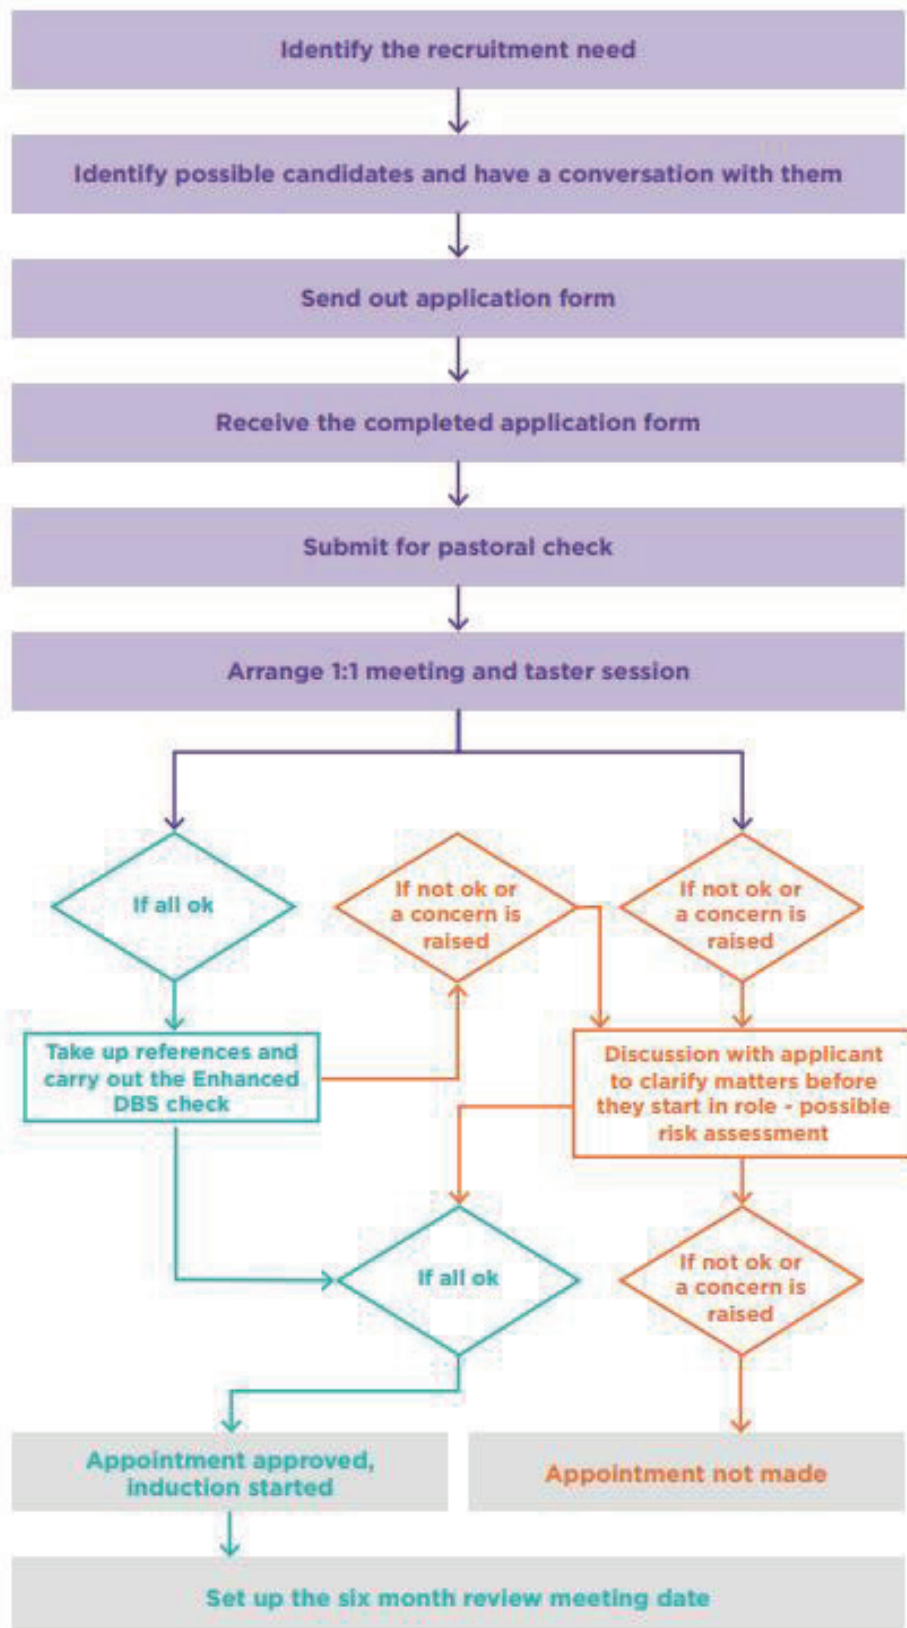 Identify the recruitment need
Identify possible candidates and have a conversation with them
Send out application form
Receive the completed application form
Submit for pastoral check
Arrange 1:1 meeting and taster session
If all ok
If not ok or
a concern is
raised
If not ok or
a concern is
raised
Take up references and
carry out the Enhanced
DBS check
Discussion with applicant
to clarify matters before
they start in role - possible
risk assessment
If all ok
If not ok or
a concern is
raised
Appointment approved,
induction started
Appointment not made
Set up the six month review meeting date